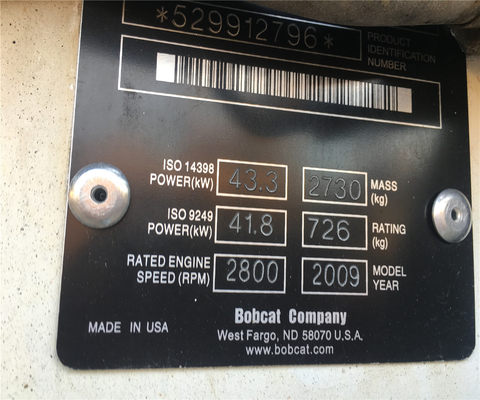 *529912796*
PRODUCT
IDENTIFICATION
NUMBER
ISO 14398
POWER(kW) 43.3 2730 MASS
(kg)
ISO 9249
POWER(kW) 41.8 726 RATING
(kg)
RATED ENGINE
SPEED (RPM) 2800 2009 MODEL
YEAR
Bobcat Company
MADE IN USA West Fargo, ND 58070 U.S.A.
www.bobcat.com